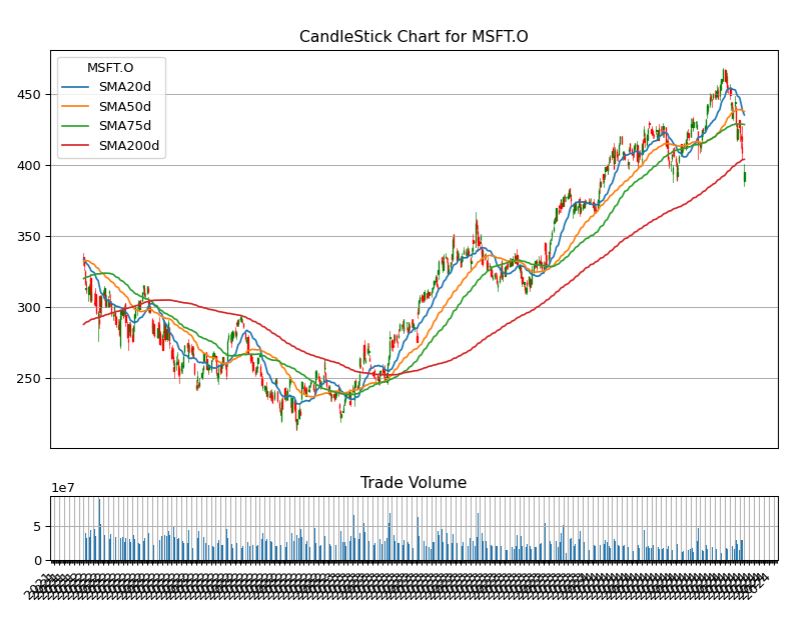 CandleStick Chart for MSFT.O
MSFT.O
SMA20d
SMA50d
SMA75d
SMA200d
450
400
350
300
250
Trade Volume
1e7
5
0